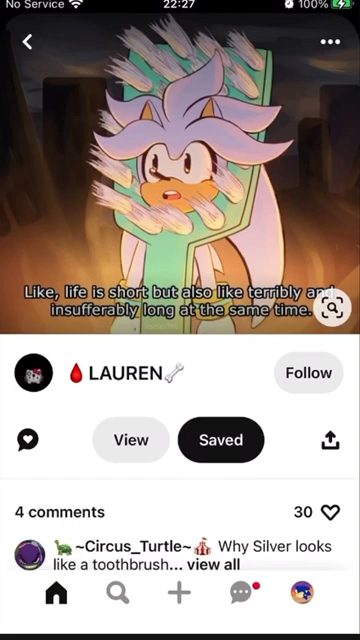 No Service 22:27 100%
Like, life is short but also like terribly and
insufferably long at the same time.
🩸LAUREN🦴 Follow
View Saved
4 comments 30
🐢~Circus_Turtle~🎪 Why Silver looks
like a toothbrush... view all